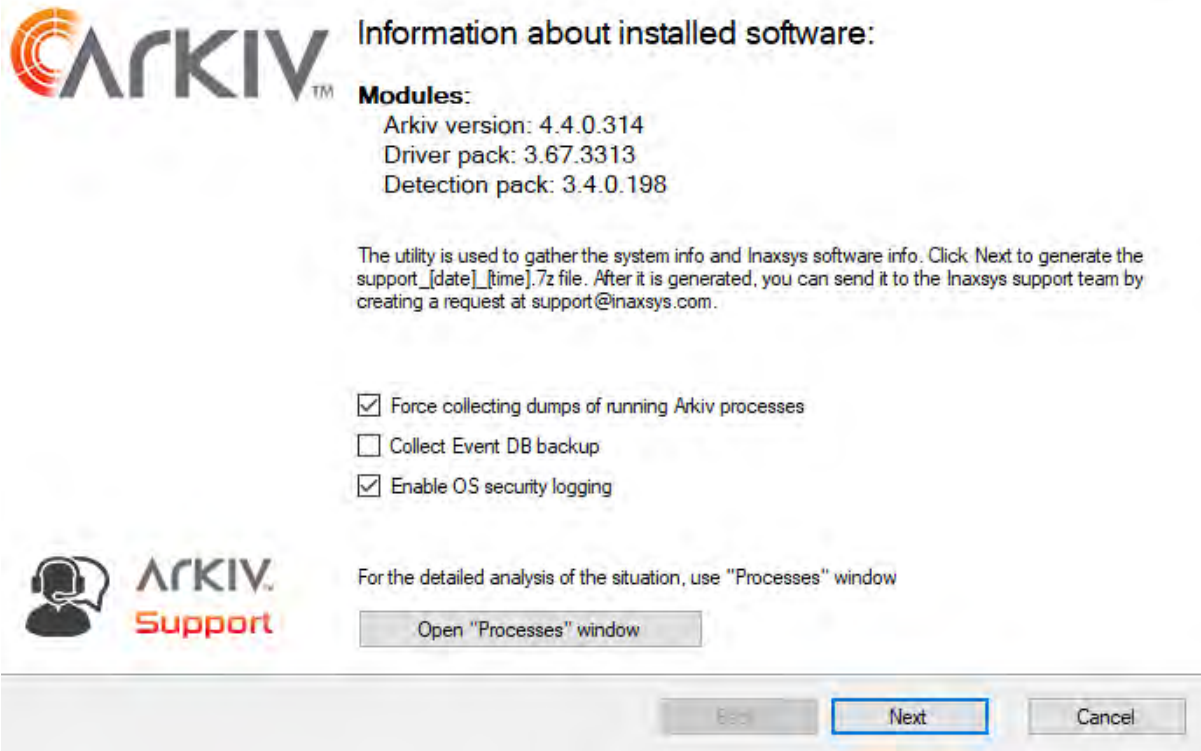 ARKIV TM
Information about installed software:
Modules:
Arkiv version: 4.4.0.314
Driver pack: 3.67.3313
Detection pack: 3.4.0.198
The utility is used to gather the system info and Inaxsys software info. Click Next to generate the
support_[date]_[time].7z file. After it is generated, you can send it to the Inaxsys support team by
creating a request at support@inaxsys.com.
Force collecting dumps of running Arkiv processes
Collect Event DB backup
Enable OS security logging
ARKIV
Support
For the detailed analysis of the situation, use "Processes" window
Open "Processes" window
Back
Next
Cancel